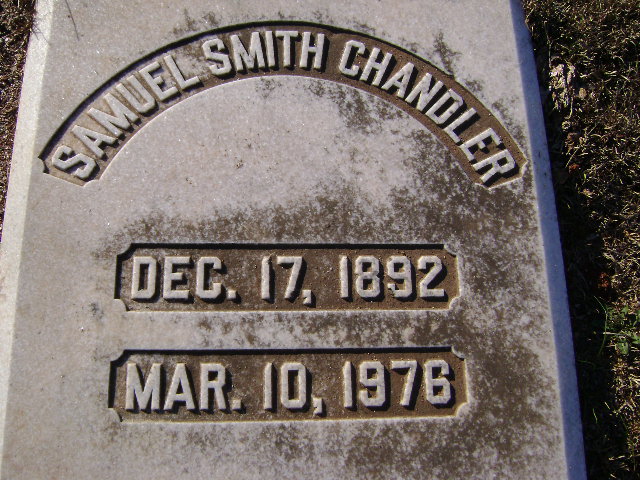 SAMUEL SMITH CHANDLER
DEC. 17, 1892
MAR. 10, 1976